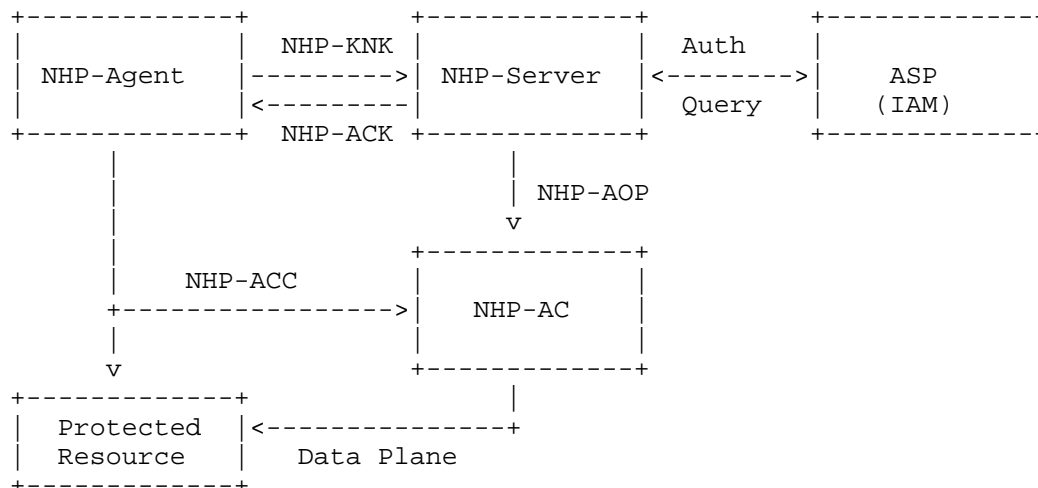 NHP-KNK Auth
NHP-Agent NHP-Server ASP
Query (IAM)
NHP-ACK
NHP-AOP
NHP-ACC
NHP-AC
Protected
Resource Data Plane